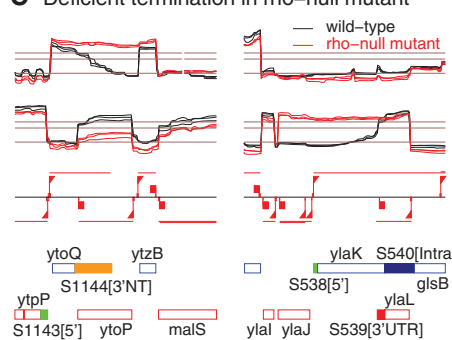 C Deficient termination in rho−null mutant
wild−type
rho−null mutant
ytoQ ytzB ylaK S540[Intra
S1144[3'NT] S538[5'] glsB
ytpP ylaL
S1143[5'] ytoP malS ylaI ylaJ S539[3'UTR]